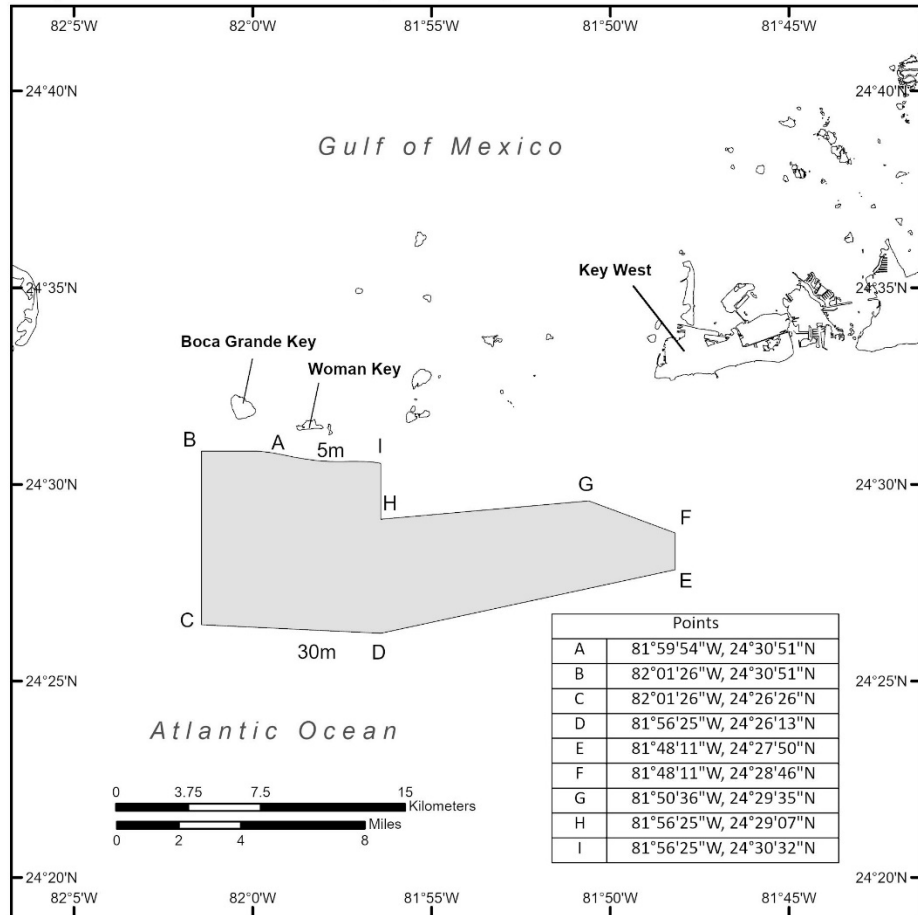 82°5'W 82°0'W 81°55'W 81°50'W 81°45'W
24°40'N 24°40'N
Gulf of Mexico
24°35'N 24°35'N
Key West
Boca Grande Key
Woman Key
B A 5m I
24°30'N 24°30'N
H G F
E
C
30m D
Points
A 81°59'54"W, 24°30'51"N
B 82°01'26"W, 24°30'51"N
C 82°01'26"W, 24°26'26"N
D 81°56'25"W, 24°26'13"N
E 81°48'11"W, 24°27'50"N
F 81°48'11"W, 24°28'46"N
G 81°50'36"W, 24°29'35"N
H 81°56'25"W, 24°29'07"N
I 81°56'25"W, 24°30'32"N
24°25'N 24°25'N
Atlantic Ocean
0 3.75 7.5 15
Kilometers
Miles
0 2 4 8
24°20'N 24°20'N
82°5'W 82°0'W 81°55'W 81°50'W 81°45'W